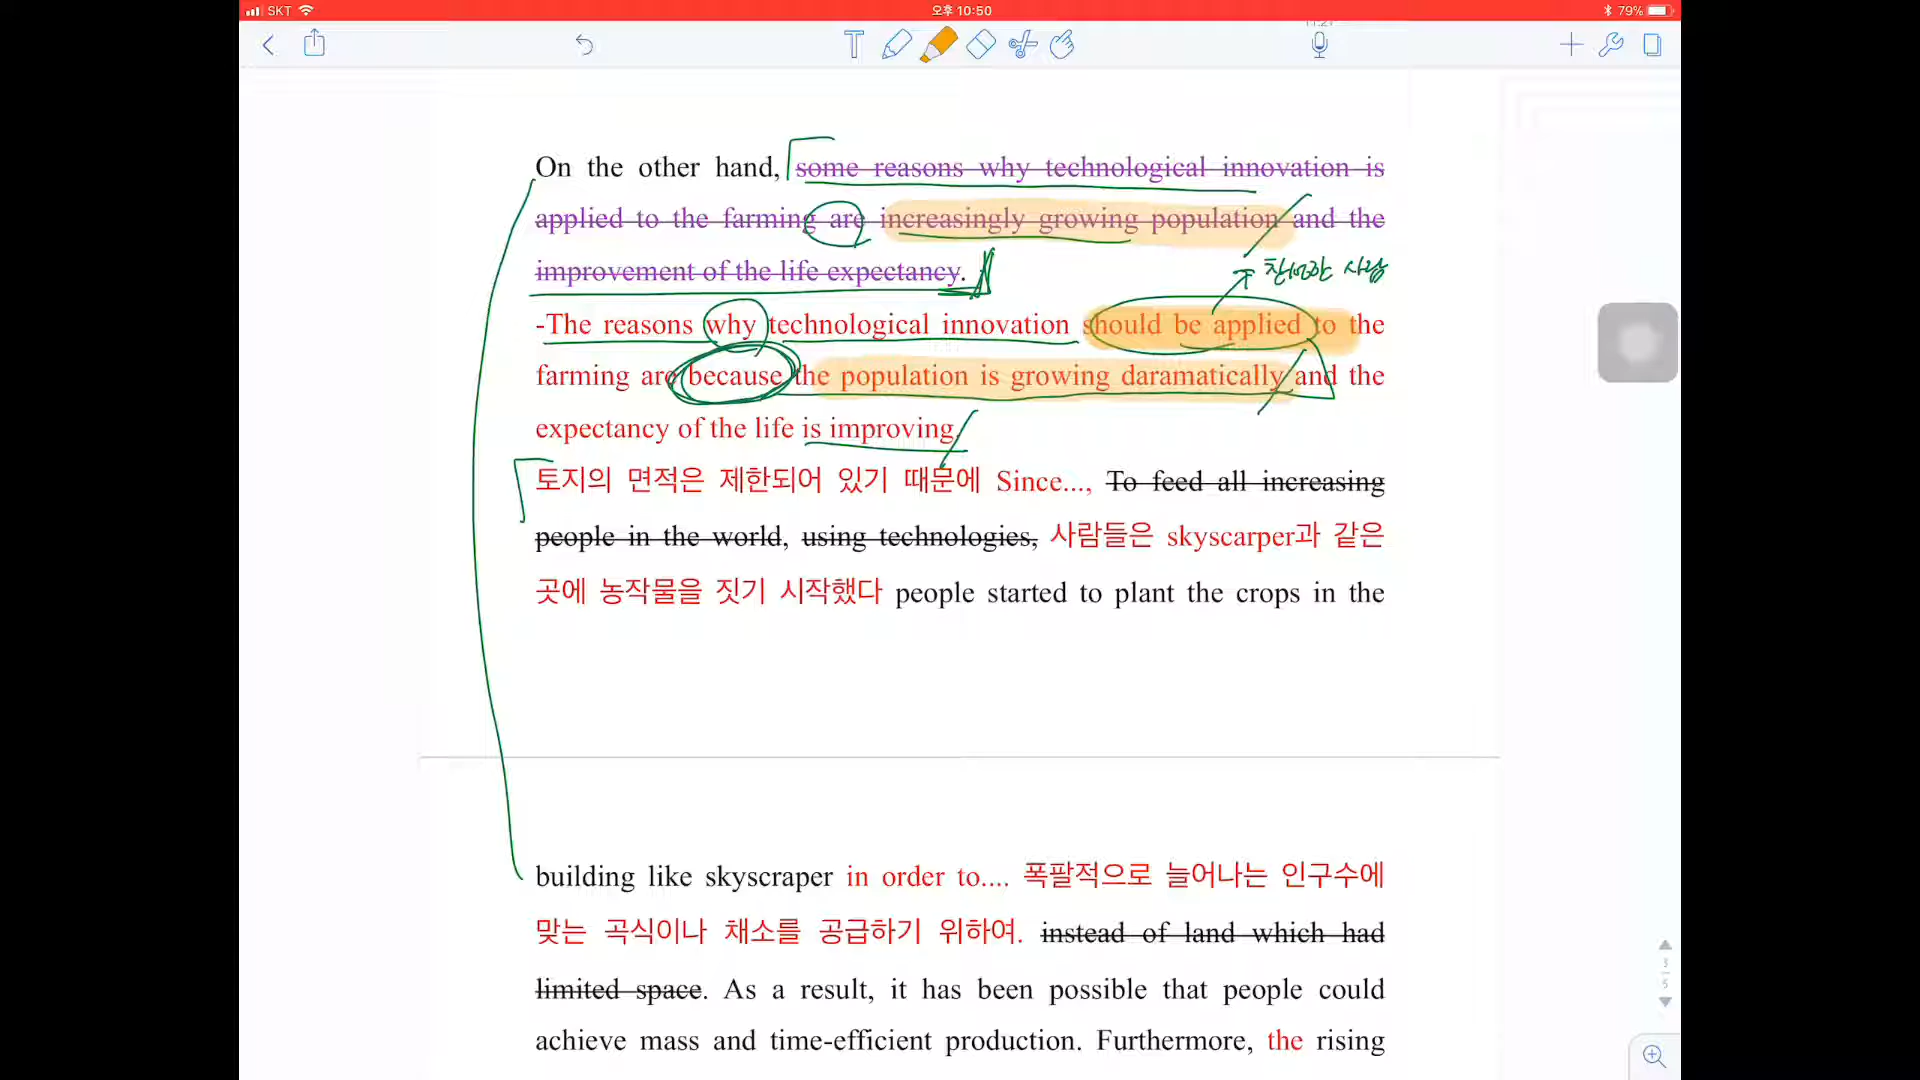 SKT
오후 10:50
79%
On the other hand, some reasons why technological innovation is
applied to the farming are increasingly growing population and the
improvement of the life expectancy.
사람
-The reasons why technological innovation should be applied to the
farming are because the population is growing daramatically and the
expectancy of the life is improving.
토지의 면적은 제한되어 있기 때문에 Since..., To feed all increasing
people in the world, using technologies, 사람들은 skyscarper과 같은
곳에 농작물을 짓기 시작했다 people started to plant the crops in the
building like skyscraper in order to.... 폭팔적으로 늘어나는 인구수에
맞는 곡식이나 채소를 공급하기 위하여. instead of land which had
limited space. As a result, it has been possible that people could
achieve mass and time-efficient production. Furthermore, the rising
3
5